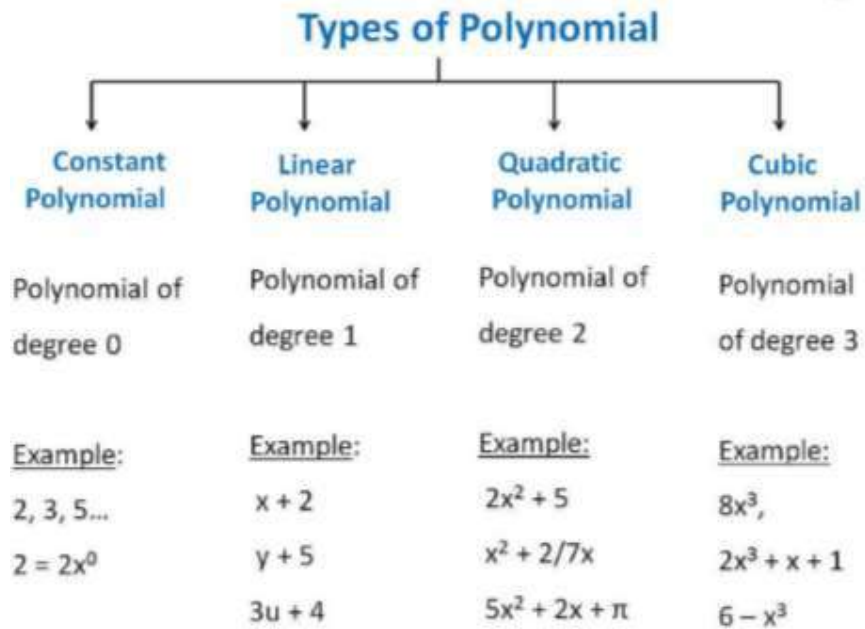 Types of Polynomial
Constant
Polynomial
Polynomial of
degree 0
Example:
2, 3, 5...
2 = 2x⁰
Linear
Polynomial
Polynomial of
degree 1
Example:
x + 2
y + 5
3u + 4
Quadratic
Polynomial
Polynomial of
degree 2
Example:
2x² + 5
x² + 2/7x
5x² + 2x + π
Cubic
Polynomial
Polynomial
of degree 3
Example:
8x³,
2x³ + x + 1
6 – x³